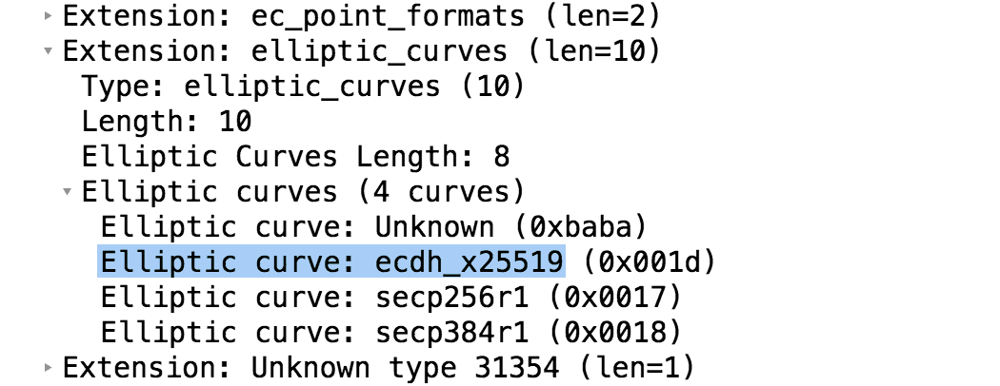 Extension: ec_point_formats (len=2)
Extension: elliptic_curves (len=10)
Type: elliptic_curves (10)
Length: 10
Elliptic Curves Length: 8
Elliptic curves (4 curves)
Elliptic curve: Unknown (0xbaba)
Elliptic curve: ecdh_x25519 (0x001d)
Elliptic curve: secp256r1 (0x0017)
Elliptic curve: secp384r1 (0x0018)
Extension: Unknown type 31354 (len=1)